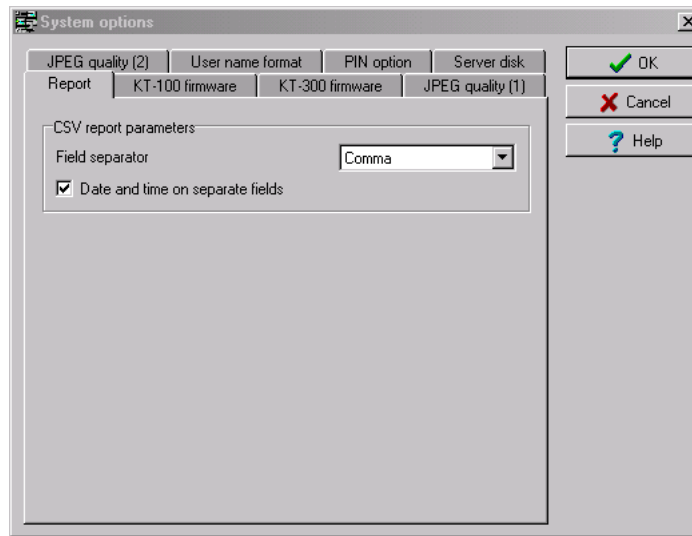 System options
JPEG quality (2) User name format PIN option Server disk
Report KT-100 firmware KT-300 firmware JPEG quality (1)
CSV report parameters
Field separator Comma
Date and time on separate fields
OK
Cancel
Help